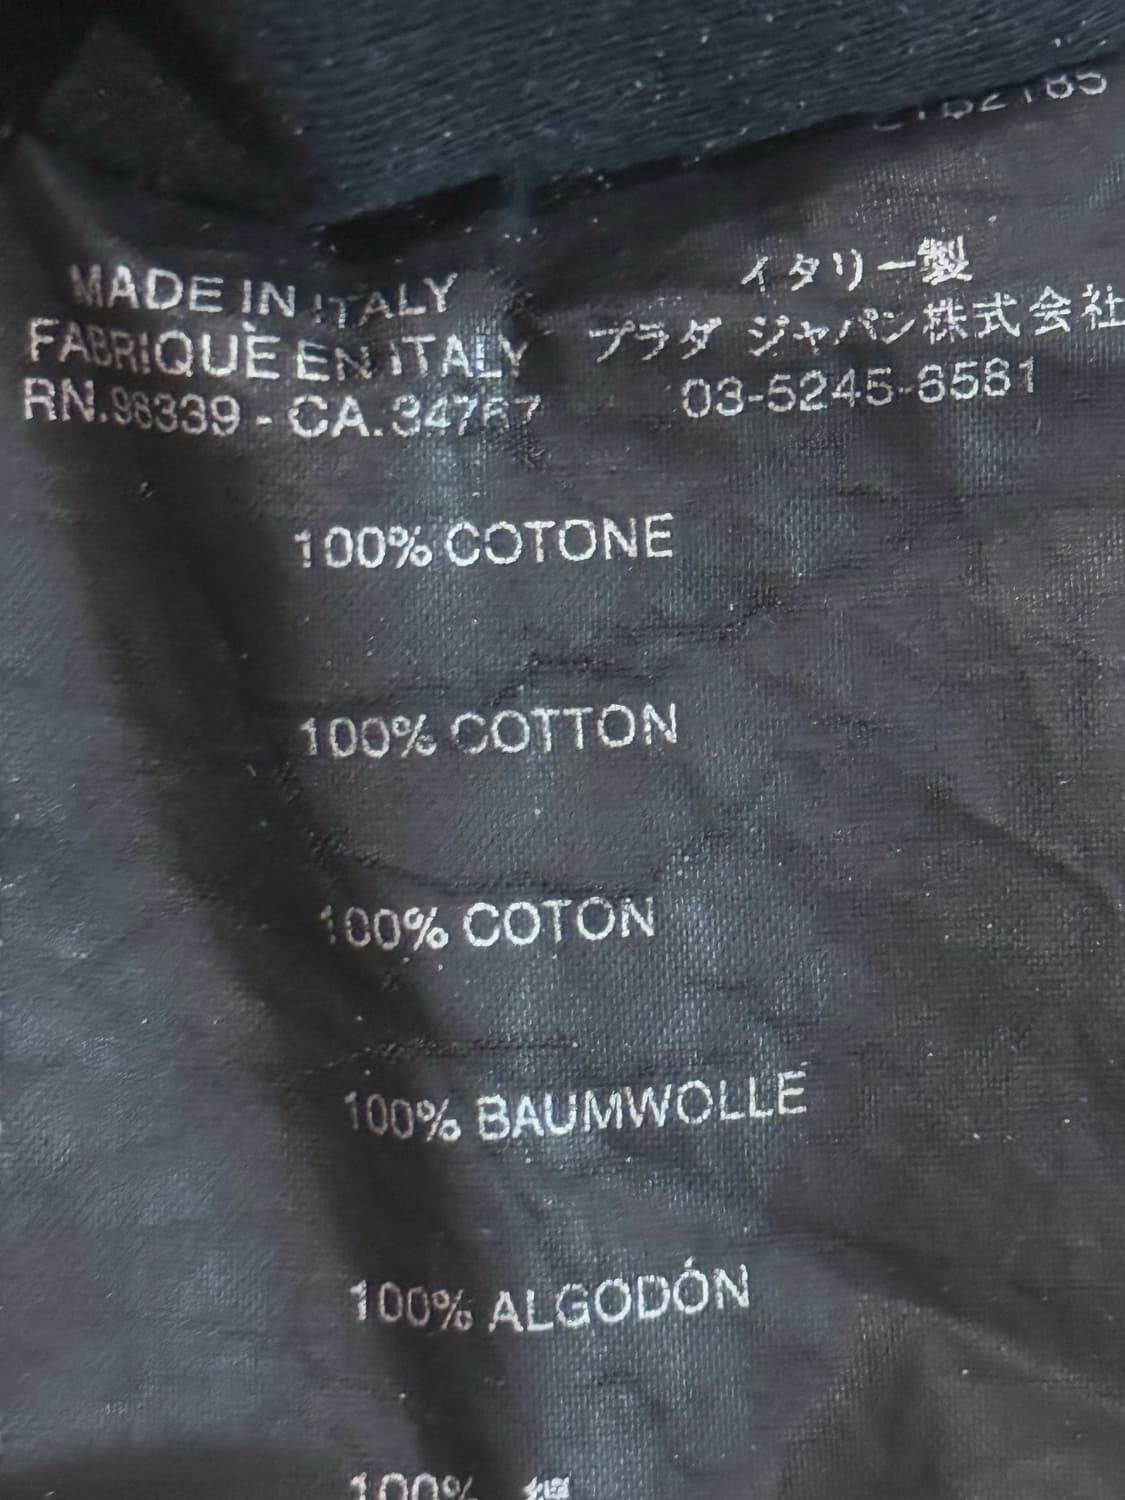 MADE IN ITALY
FABRIQUÈ EN ITALY
RN.98339 - CA.34767
イタリー製
プラダ ジャパン株式会社
03-5245-6581
100% COTONE
100% COTTON
100% COTON
100% BAUMWOLLE
100% ALGODÓN
100%